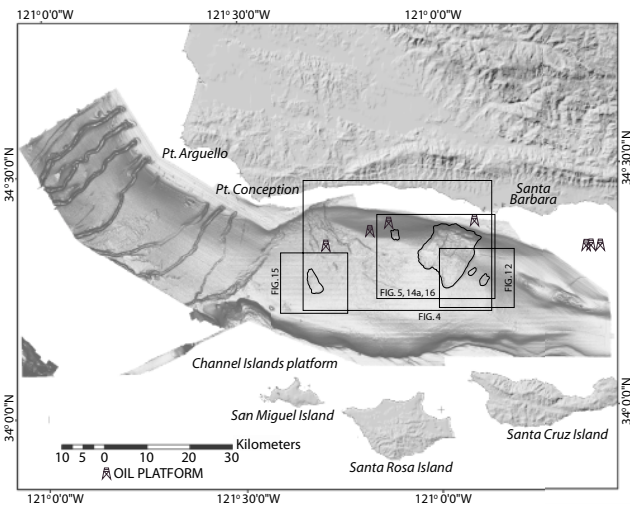 121°0'0"W 121°30'0"W 121°0'0"W
34°30'0"N
34°30'0"N
Pt. Arguello
Pt. Conception
Santa
Barbara
FIG. 15
FIG. 12
FIG. 5, 14a, 16
FIG. 4
Channel Islands platform
San Miguel Island
Santa Rosa Island
Santa Cruz Island
34°0'0"N
34°0'0"N
Kilometers
10 5 0 10 20 30
OIL PLATFORM
121°0'0"W 121°30'0"W 121°0'0"W